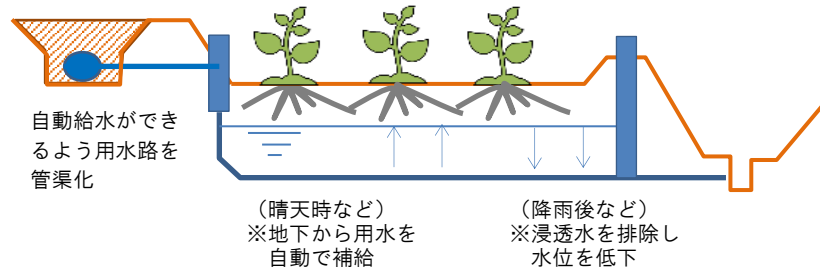 自動給水ができ
るよう用水路を
管渠化
（晴天時など）
※地下から用水を
自動で補給
（降雨後など）
※浸透水を排除し
水位を低下